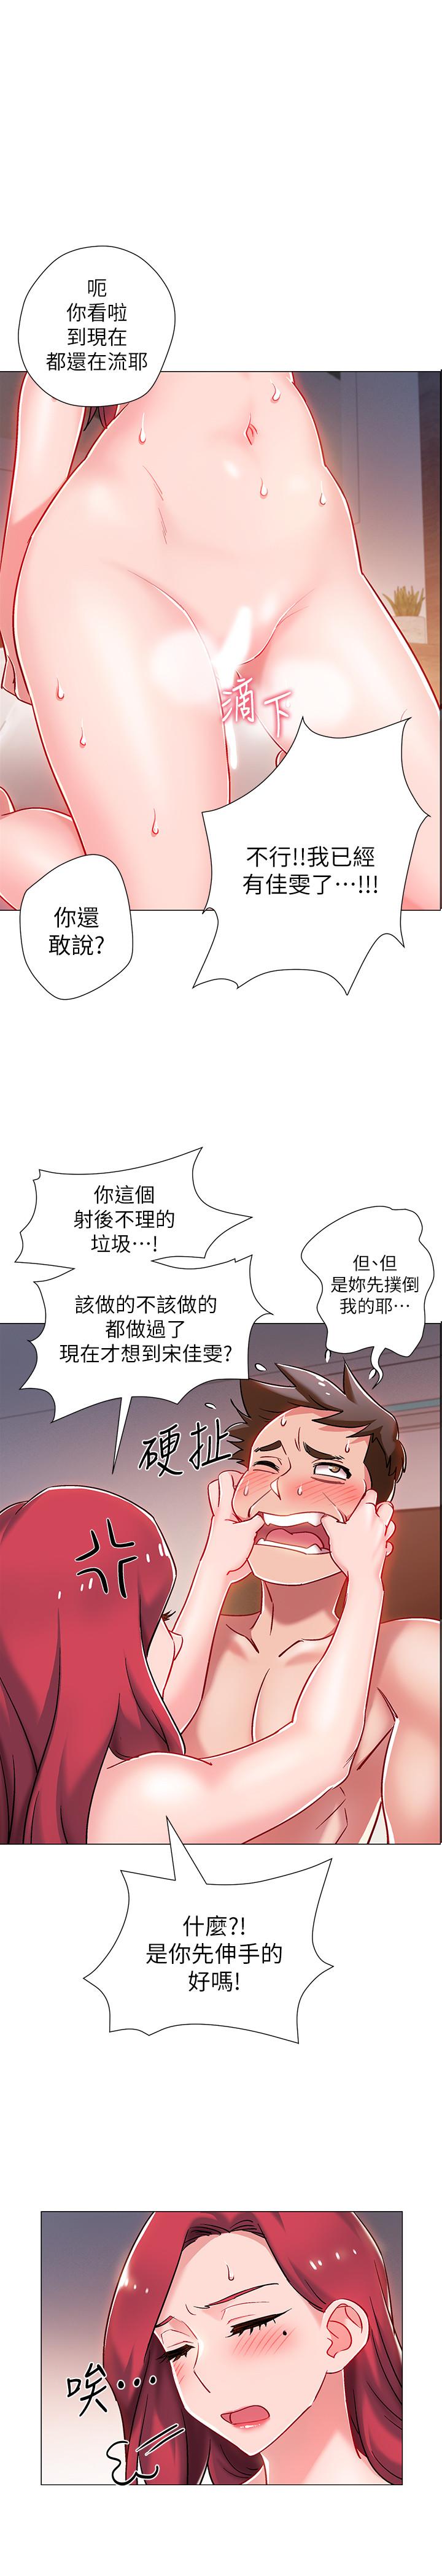 呃
你看啦
到現在
都還在流耶
滴下
不行!!我已經
有佳雯了⋯!!!
你還
敢說?
你這個
射後不理的
垃圾⋯!
但、但
是妳先撲倒
我的耶⋯
該做的不該做的
都做過了
現在才想到宋佳雯?
硬扯
什麼?!
是你先伸手的
好嗎!
唉⋯